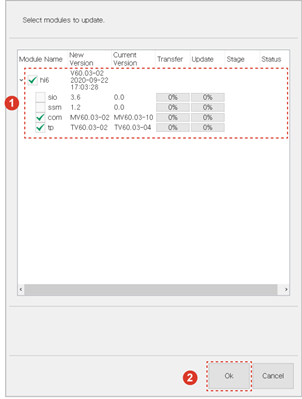 Select modules to update.
Module Name New Version Current Version Transfer Update Stage Status
hi6 V60.03-02 2020-09-22 17:03:28
1
sio 3.6 0.0 0% 0%
ssm 1.2 0.0 0% 0%
com MV60.03-02 MV60.03-10 0% 0%
tp TV60.03-02 TV60.03-04 0% 0%
2 Ok Cancel